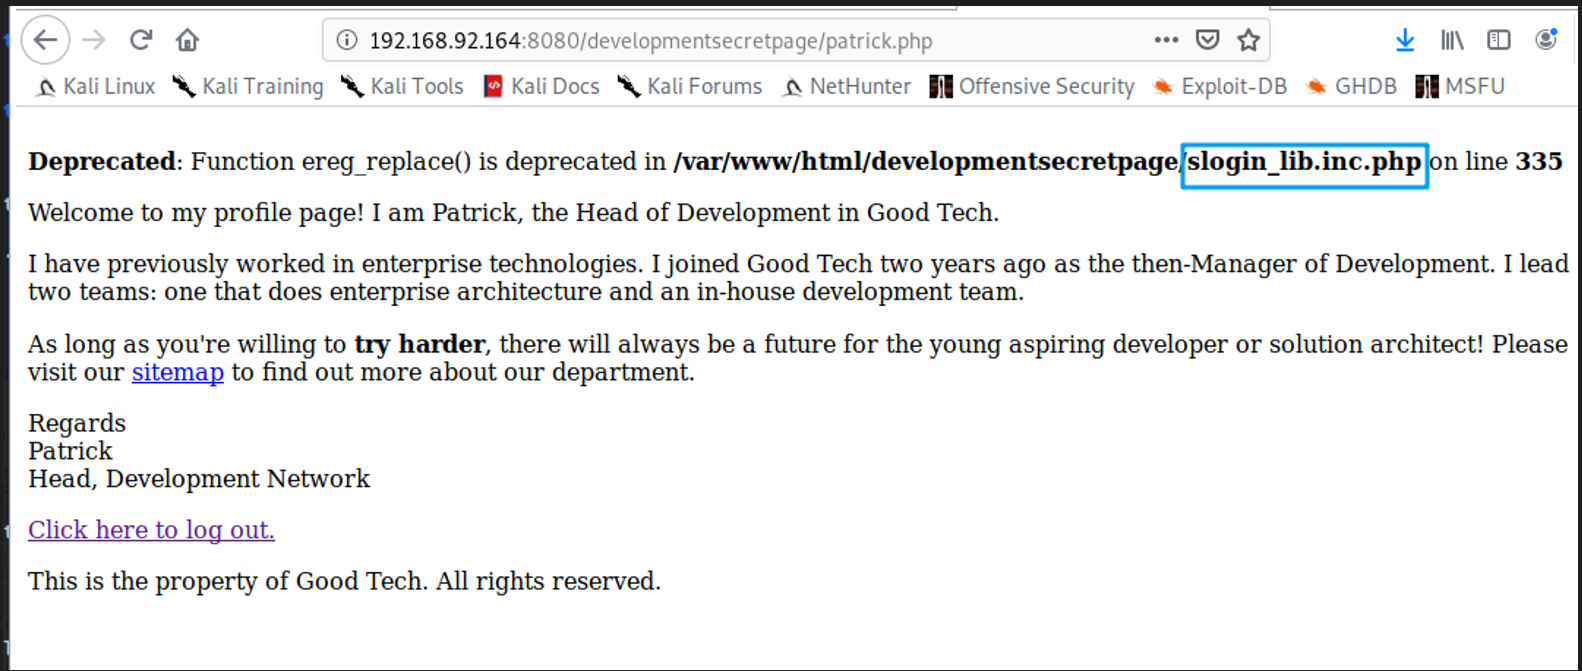 192.168.92.164:8080/developmentsecretpage/patrick.php
Kali Linux Kali Training Kali Tools Kali Docs Kali Forums NetHunter Offensive Security Exploit-DB GHDB MSFU
Deprecated: Function ereg_replace() is deprecated in /var/www/html/developmentsecretpage/slogin_lib.inc.php on line 335
Welcome to my profile page! I am Patrick, the Head of Development in Good Tech.
I have previously worked in enterprise technologies. I joined Good Tech two years ago as the then-Manager of Development. I lead
two teams: one that does enterprise architecture and an in-house development team.
As long as you're willing to try harder, there will always be a future for the young aspiring developer or solution architect! Please
visit our sitemap to find out more about our department.
Regards
Patrick
Head, Development Network
Click here to log out.
This is the property of Good Tech. All rights reserved.